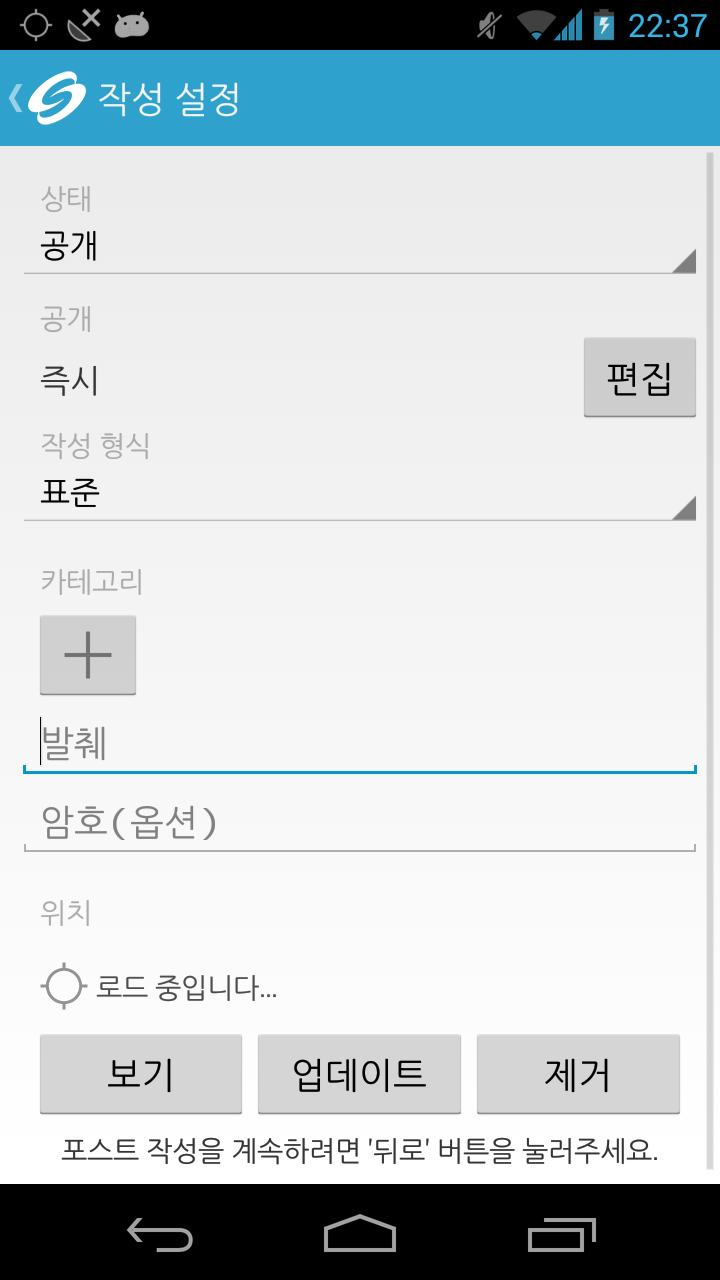 22:37
작성 설정
상태
공개
공개
즉시
편집
작성 형식
표준
카테고리
발췌
암호(옵션)
위치
로드 중입니다...
보기
업데이트
제거
포스트 작성을 계속하려면 '뒤로' 버튼을 눌러주세요.